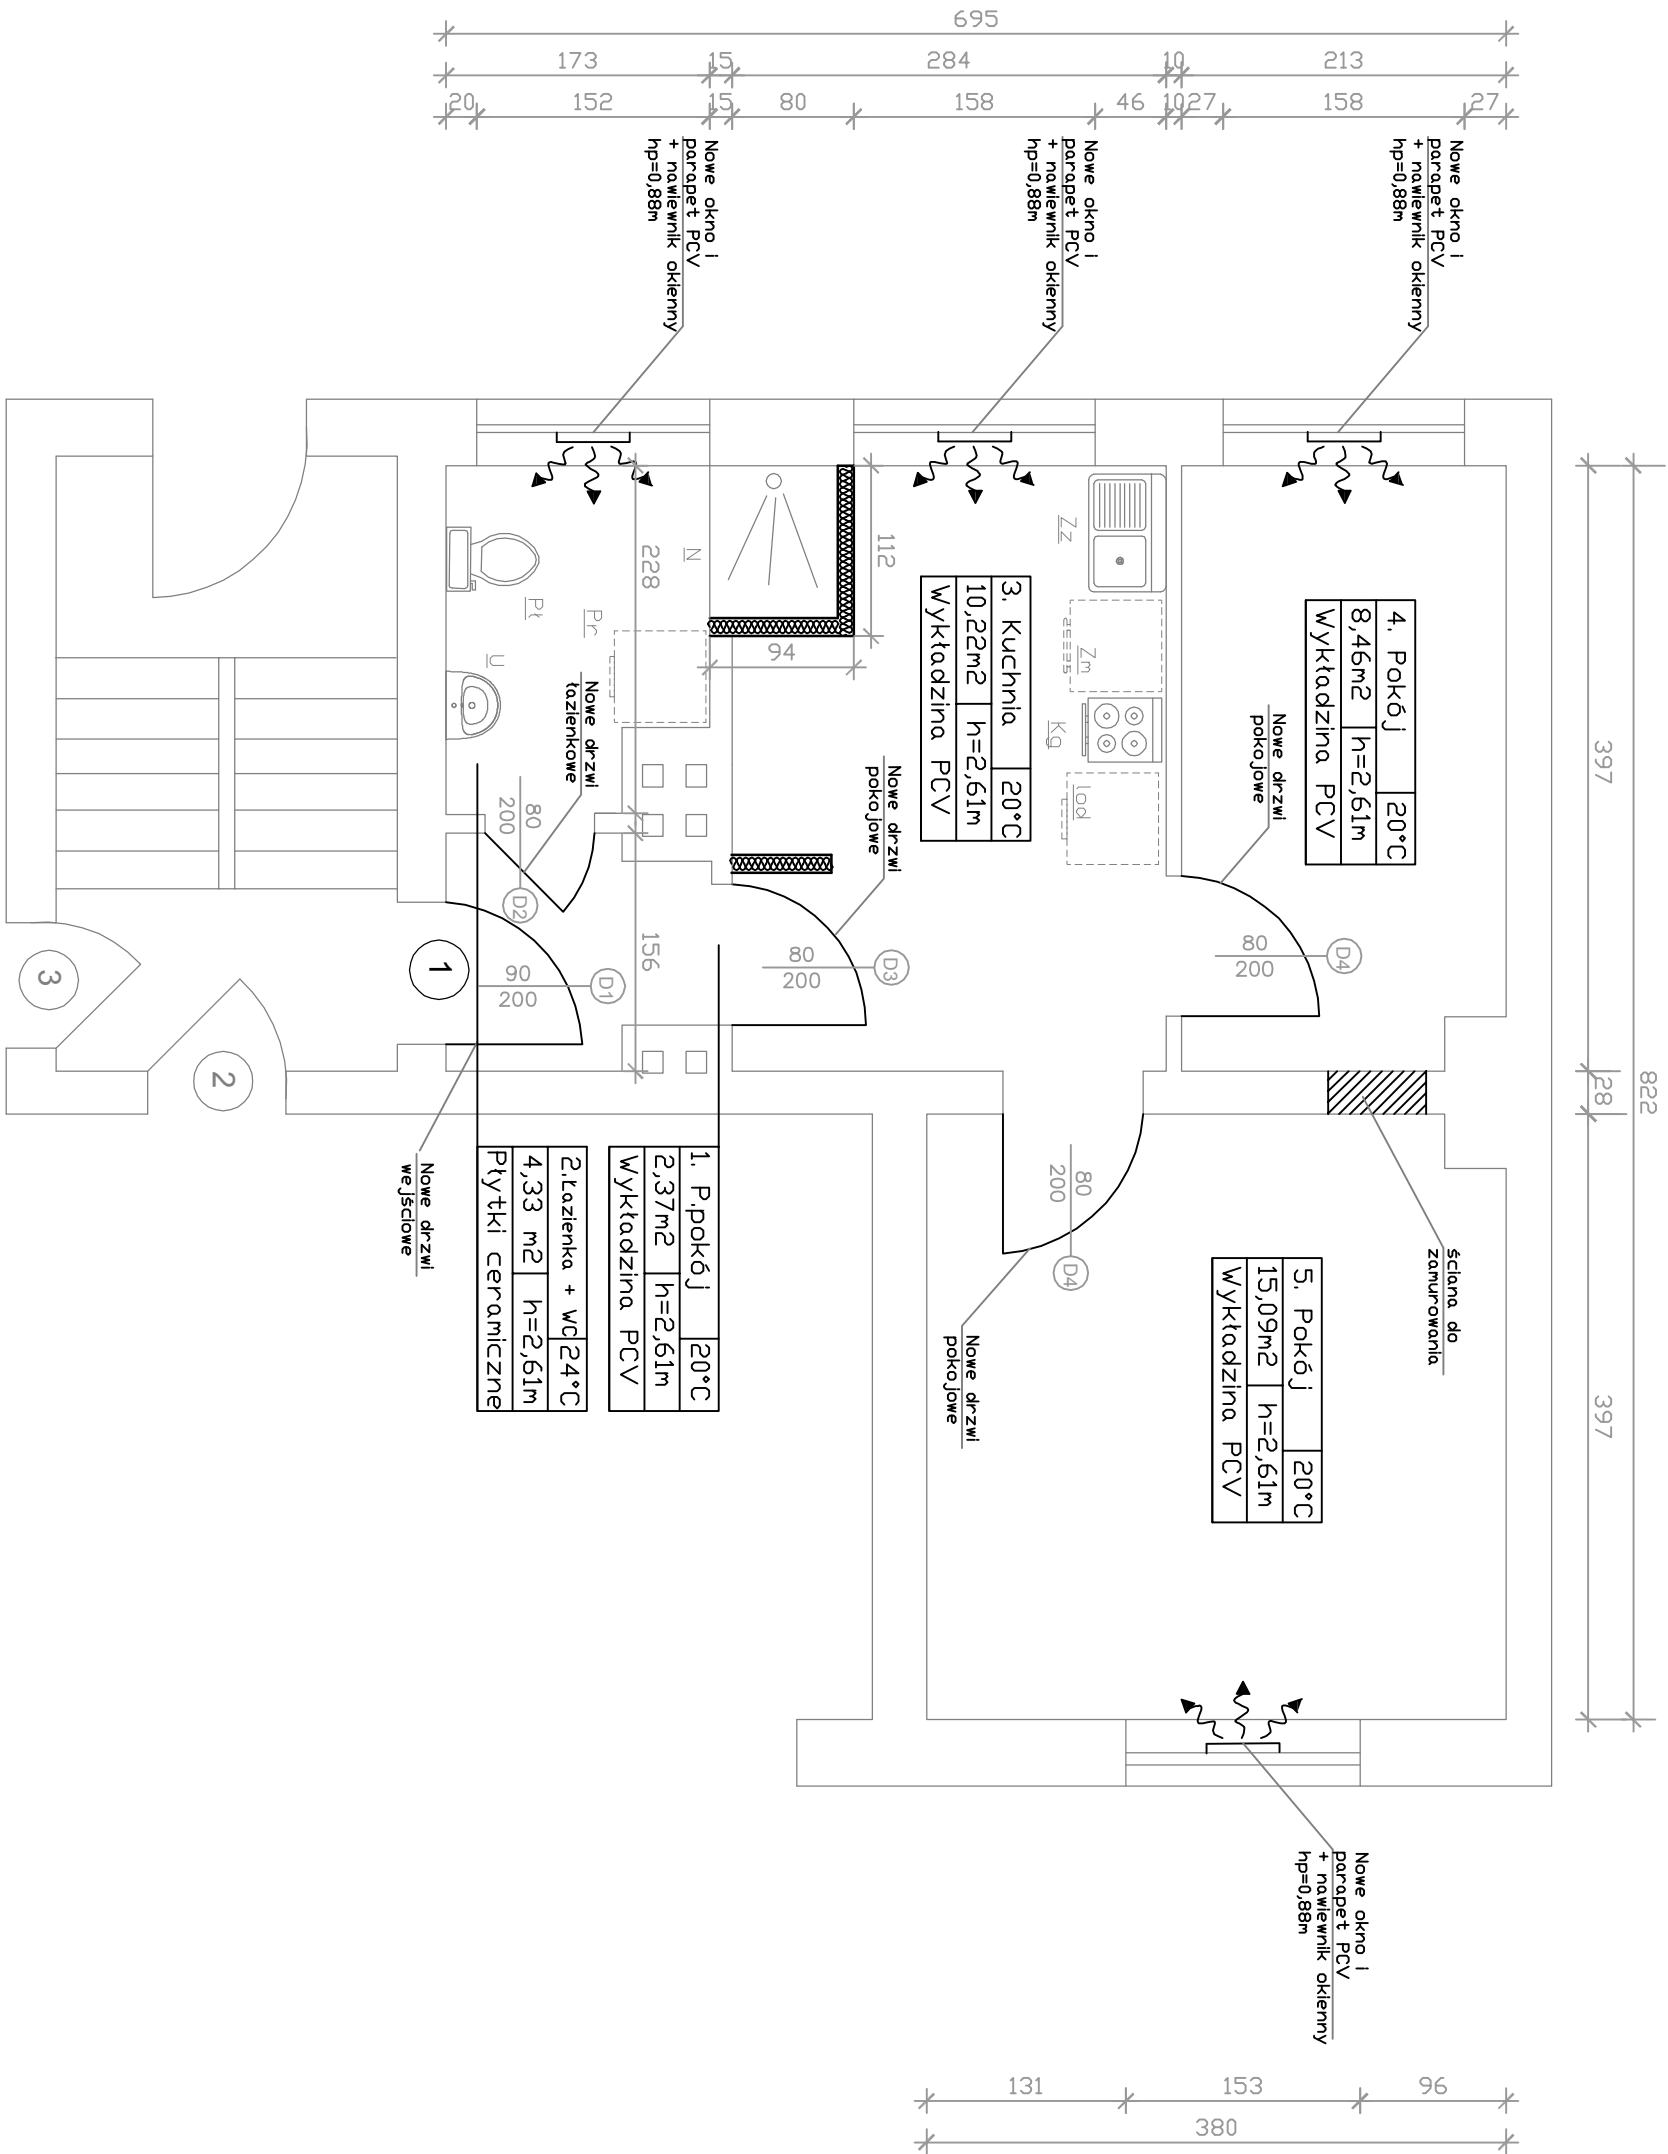 695
173
15
284
10
213
20
152
15
80
158
46
10
27
158
27
Nowe okno i
parapet PCV
+ nawiewnik okienny
hp=0,88m
Nowe okno i
parapet PCV
+ nawiewnik okienny
hp=0,88m
Nowe okno i
parapet PCV
+ nawiewnik okienny
hp=0,88m
397
28
397
822
228
N
112
94
Zz
Zm
Kg
lod
Pł
Pr
U
4. Pokój 20°C
8,46m2 h=2,61m
Wykładzina PCV
3. Kuchnia 20°C
10,22m2 h=2,61m
Wykładzina PCV
Nowe drzwi
łazienkowe
Nowe drzwi
pokojowe
Nowe drzwi
pokojowe
80
200
D2
156
90
200
D1
80
200
D3
80
200
D4
1
2
3
80
200
D4
1. P.pokój 20°C
2,37m2 h=2,61m
Wykładzina PCV
2.Łazienka + WC 24°C
4,33 m2 h=2,61m
Płytki ceramiczne
Nowe drzwi
wejściowe
Nowe drzwi
pokojowe
5. Pokój 20°C
15,09m2 h=2,61m
Wykładzina PCV
ściana do
zamurowania
Nowe okno i
parapet PCV
+ nawiewnik okienny
hp=0,88m
131
153
96
380